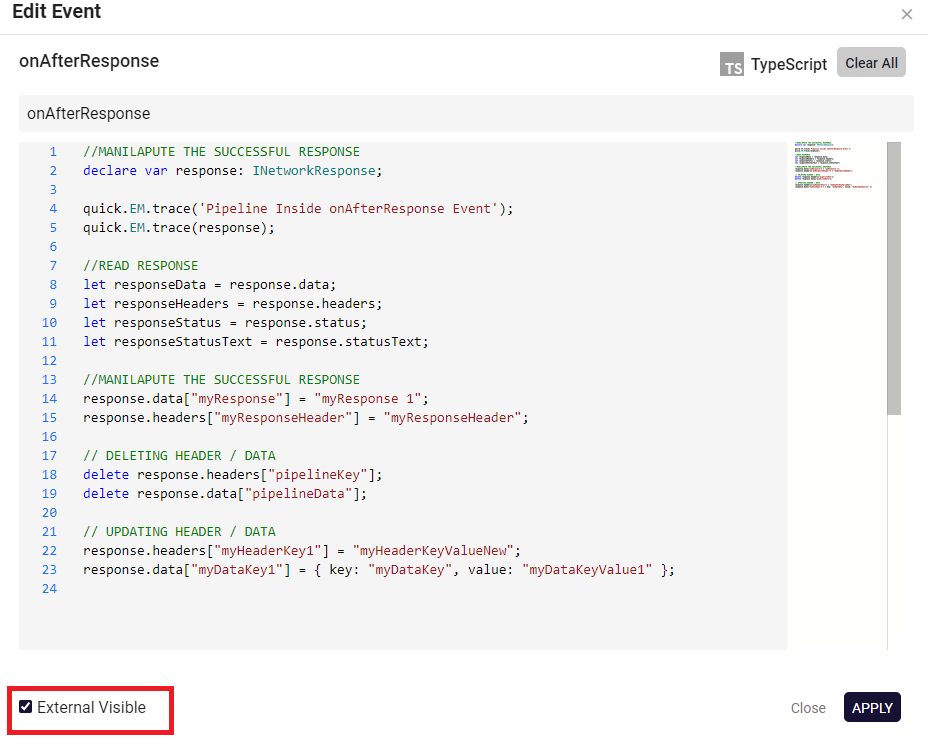 Edit Event
×
onAfterResponse
TS TypeScript Clear All
onAfterResponse
1 //MANILAPUTE THE SUCCESSFUL RESPONSE
2 declare var response: INetworkResponse;
3
4 quick.EM.trace('Pipeline Inside onAfterResponse Event');
5 quick.EM.trace(response);
6
7 //READ RESPONSE
8 let responseData = response.data;
9 let responseHeaders = response.headers;
10 let responseStatus = response.status;
11 let responseStatusText = response.statusText;
12
13 //MANILAPUTE THE SUCCESSFUL RESPONSE
14 response.data["myResponse"] = "myResponse 1";
15 response.headers["myResponseHeader"] = "myResponseHeader";
16
17 // DELETING HEADER / DATA
18 delete response.headers["pipelineKey"];
19 delete response.data["pipelineData"];
20
21 // UPDATING HEADER / DATA
22 response.headers["myHeaderKey1"] = "myHeaderKeyValueNew";
23 response.data["myDataKey1"] = { key: "myDataKey", value: "myDataKeyValue1" };
24
External Visible
Close APPLY